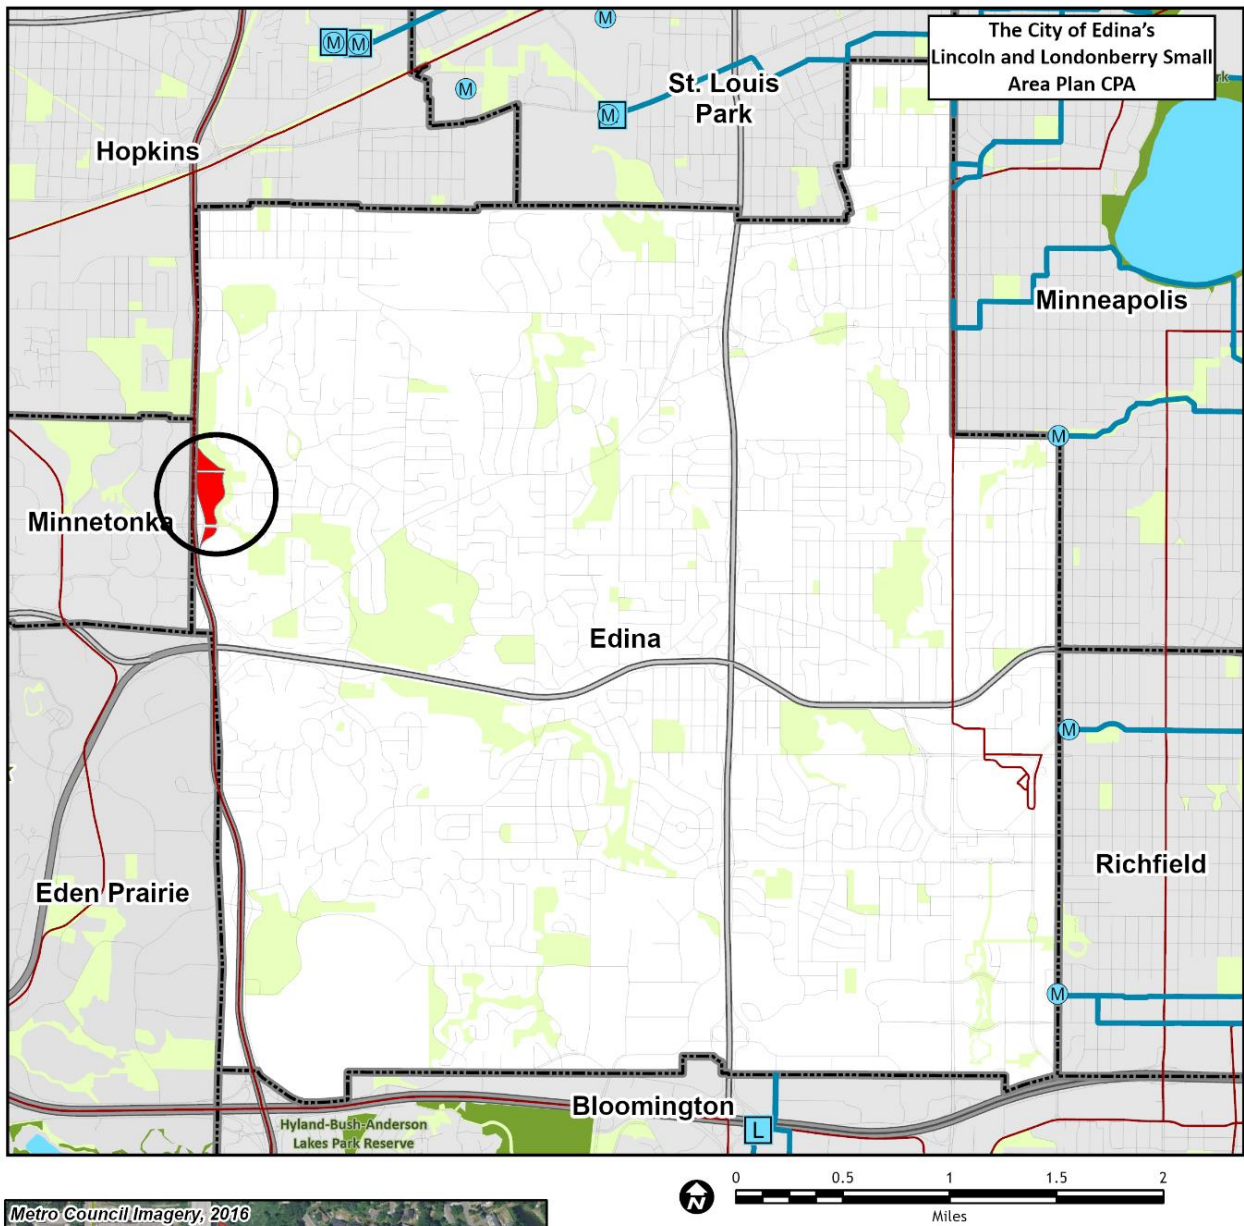 The City of Edina's
Lincoln and Londonberry Small
Area Plan CPA
M M
M
M
M
St. Louis
Park
Hopkins
Minneapolis
M
Minnetonka
Edina
M
Eden Prairie
Richfield
M
Bloomington
L
Hyland-Bush-Anderson
Lakes Park Reserve
N
0 0.5 1 1.5 2
Miles
Metro Council Imagery, 2016